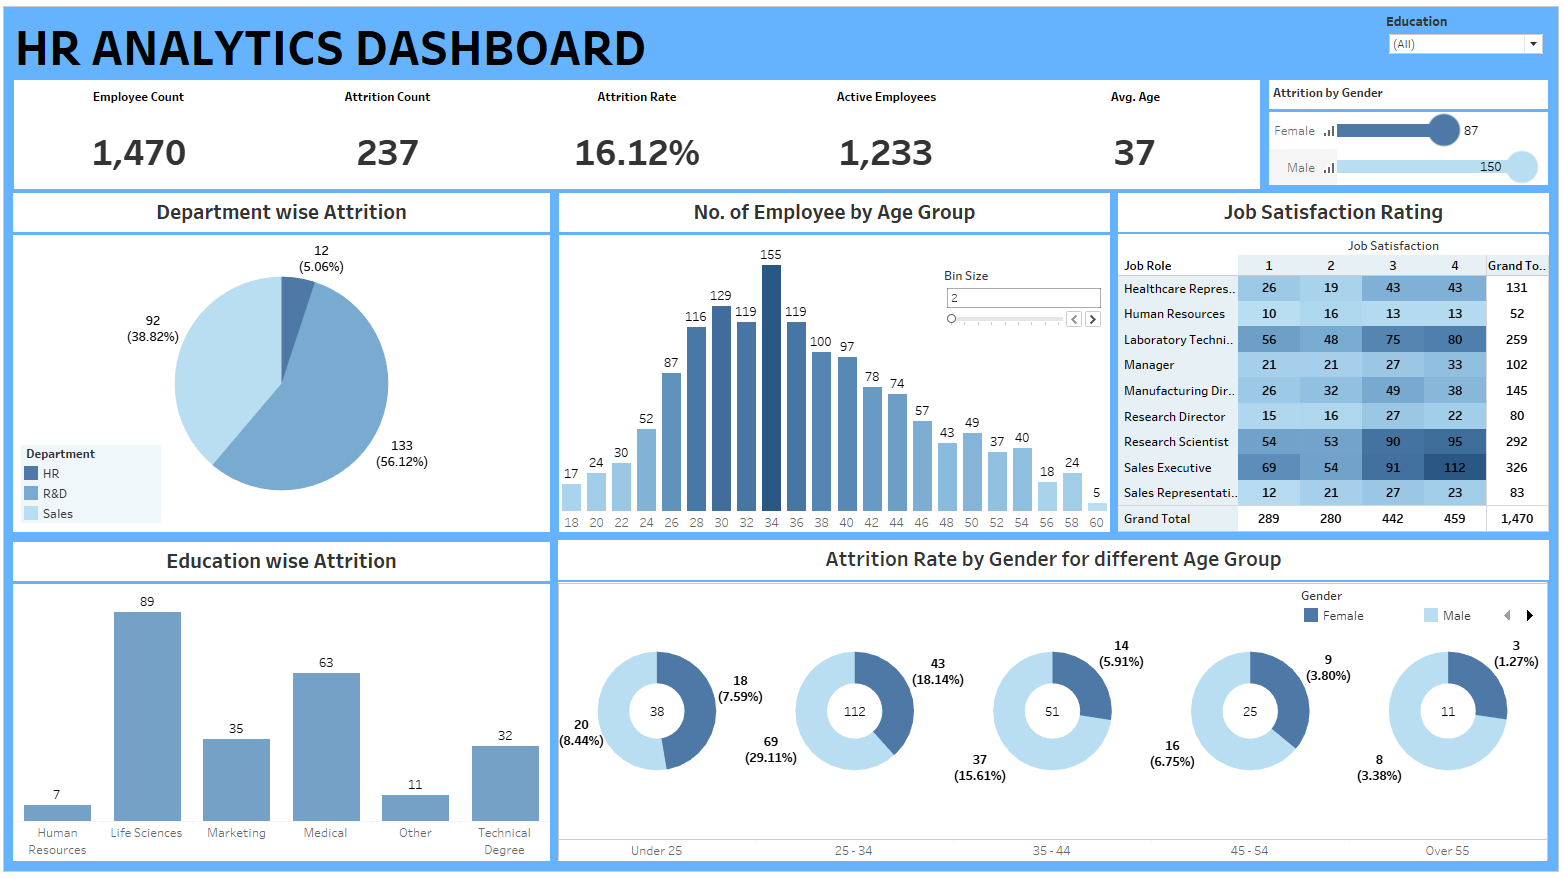 HR ANALYTICS DASHBOARD
Education
(All)
Employee Count
Attrition Count
Attrition Rate
Active Employees
Avg. Age
1,470
237
16.12%
1,233
37
Attrition by Gender
Female 87
Male 150
Department wise Attrition
12
(5.06%)
92
(38.82%)
133
(56.12%)
Department
HR
R&D
Sales
No. of Employee by Age Group
Bin Size
2
17 24 30 52 87 116 129 119 155 119 100 97 78 74 57 43 49 37 40 18 24 5
18 20 22 24 26 28 30 32 34 36 38 40 42 44 46 48 50 52 54 56 58 60
Job Satisfaction Rating
Job Satisfaction
Job Role 1 2 3 4 Grand To..
Healthcare Repres.. 26 19 43 43 131
Human Resources 10 16 13 13 52
Laboratory Techni.. 56 48 75 80 259
Manager 21 21 27 33 102
Manufacturing Dir.. 26 32 49 38 145
Research Director 15 16 27 22 80
Research Scientist 54 53 90 95 292
Sales Executive 69 54 91 112 326
Sales Representati.. 12 21 27 23 83
Grand Total 289 280 442 459 1,470
Education wise Attrition
7 89 35 63 11 32
Human Resources
Life Sciences
Marketing
Medical
Other
Technical Degree
Attrition Rate by Gender for different Age Group
Gender
Female
Male
18
(7.59%)
38
20
(8.44%)
43
(18.14%)
112
69
(29.11%)
14
(5.91%)
51
37
(15.61%)
9
(3.80%)
25
16
(6.75%)
3
(1.27%)
11
8
(3.38%)
Under 25
25 - 34
35 - 44
45 - 54
Over 55